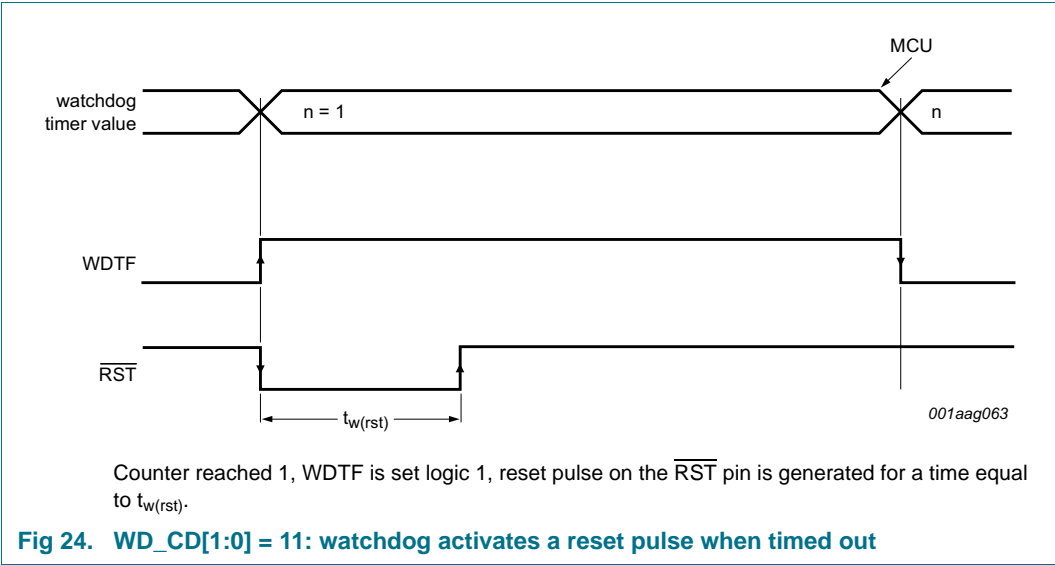 MCU
watchdog
timer value
n = 1
n
WDTF
RST
tw(rst)
001aag063
Counter reached 1, WDTF is set logic 1, reset pulse on the RST pin is generated for a time equal
to tw(rst).
Fig 24. WD_CD[1:0] = 11: watchdog activates a reset pulse when timed out